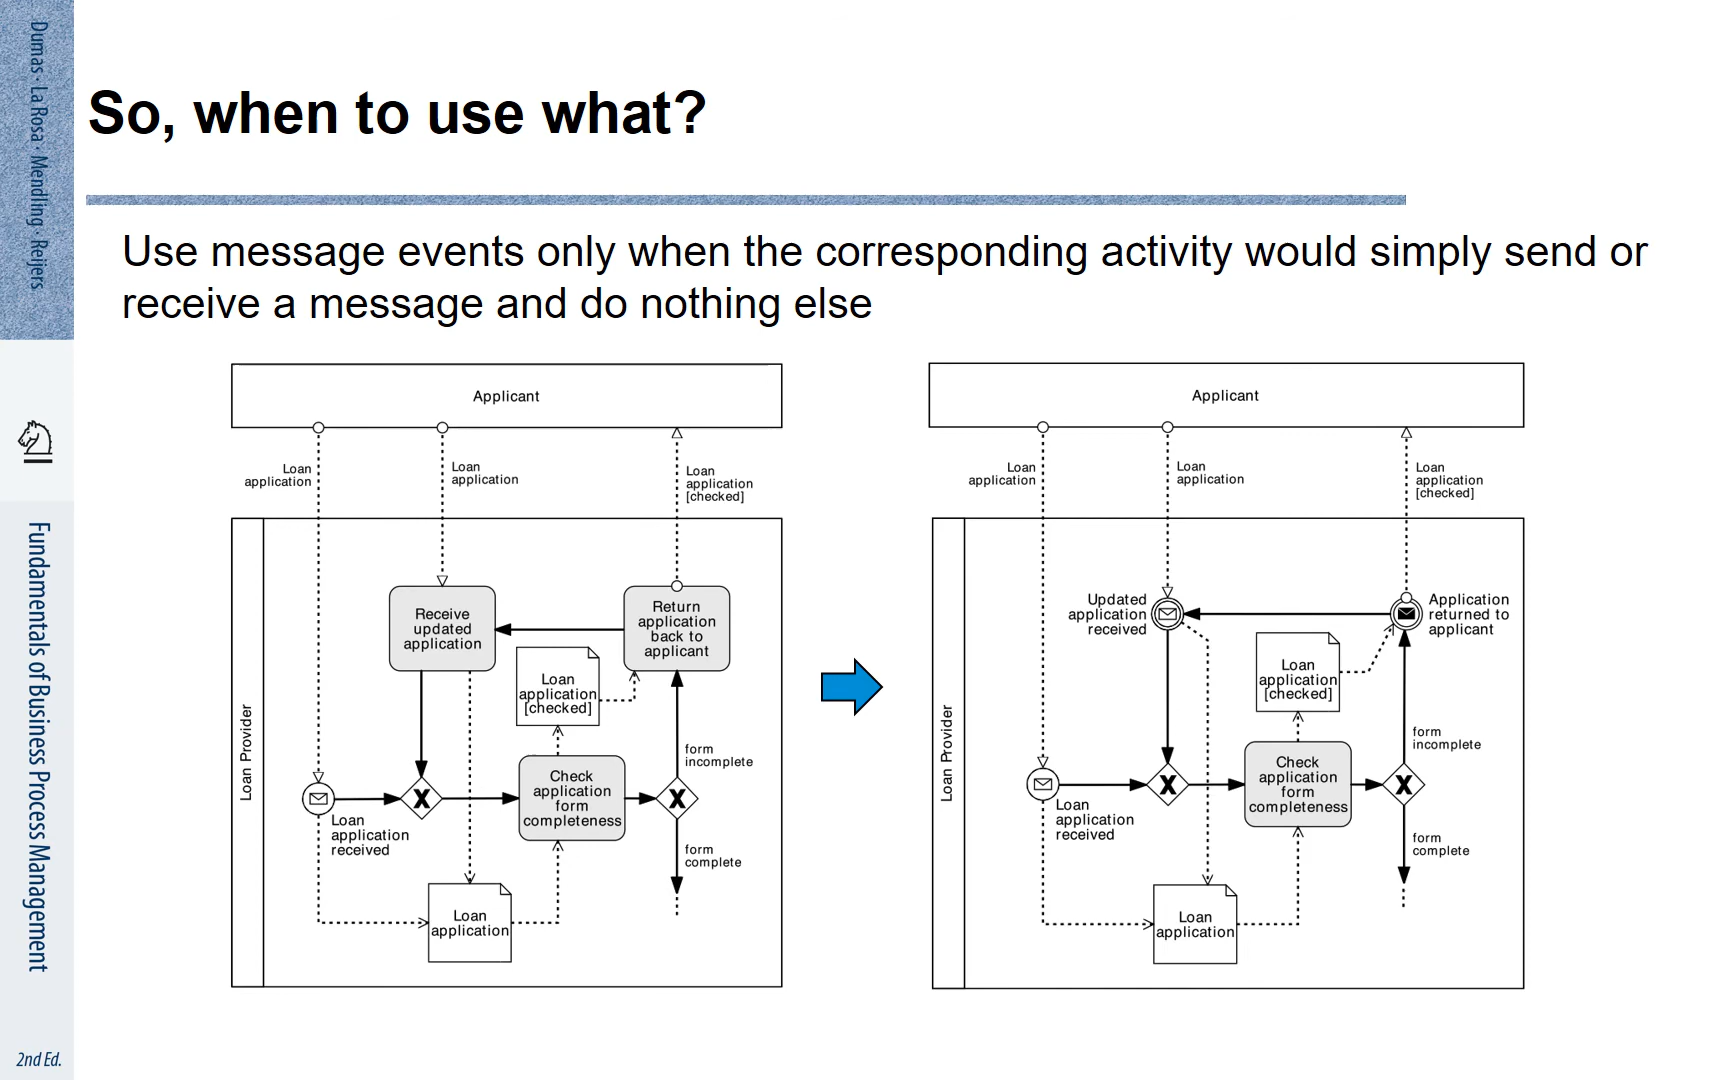 Dumas · La Rosa · Mendling · Reijers
Fundamentals of Business Process Management
2nd Ed.
So, when to use what?
Use message events only when the corresponding activity would simply send or
receive a message and do nothing else
Applicant
Loan
application
Loan
application
Loan
application
[checked]
Loan Provider
Receive
updated
application
Return
application
back to
applicant
Loan
application
[checked]
form
incomplete
Check
application
form
completeness
X
X
Loan
application
received
form
complete
Loan
application
Applicant
Loan
application
Loan
application
Loan
application
[checked]
Loan Provider
Updated
application
received
Application
returned to
applicant
Loan
application
[checked]
form
incomplete
Check
application
form
completeness
X
X
Loan
application
received
form
complete
Loan
application